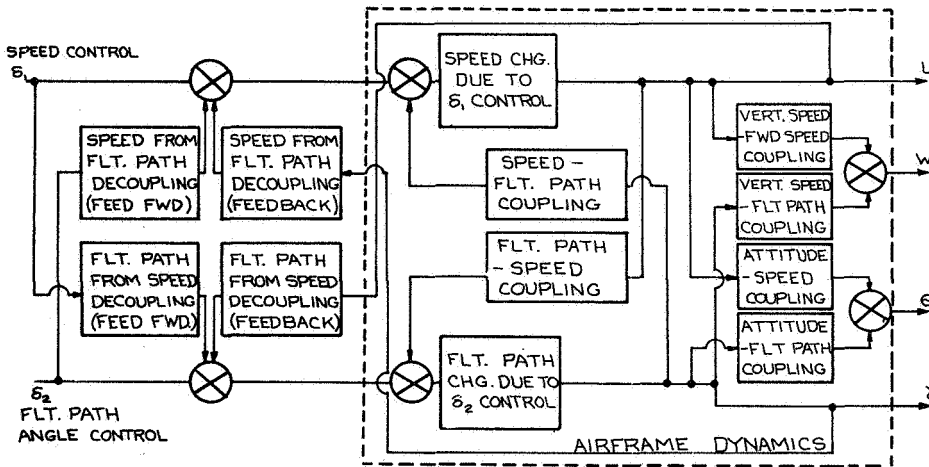 SPEED CONTROL
δ₁
SPEED FROM
FLT. PATH
DECOUPLING
(FEED FWD)
SPEED FROM
FLT. PATH
DECOUPLING
(FEEDBACK)
FLT. PATH
FROM SPEED
DECOUPLING
(FEED FWD.)
FLT. PATH
FROM SPEED
DECOUPLING
(FEEDBACK)
δ₂
FLT. PATH
ANGLE CONTROL
SPEED CHG.
DUE TO
δ₁ CONTROL
SPEED –
FLT. PATH
COUPLING
FLT. PATH
– SPEED
COUPLING
FLT. PATH
CHG. DUE TO
δ₂ CONTROL
VERT. SPEED
-FWD SPEED
COUPLING
VERT. SPEED
-FLT PATH
COUPLING
ATTITUDE
-SPEED
COUPLING
ATTITUDE
-FLT PATH
COUPLING
W
AIRFRAME DYNAMICS